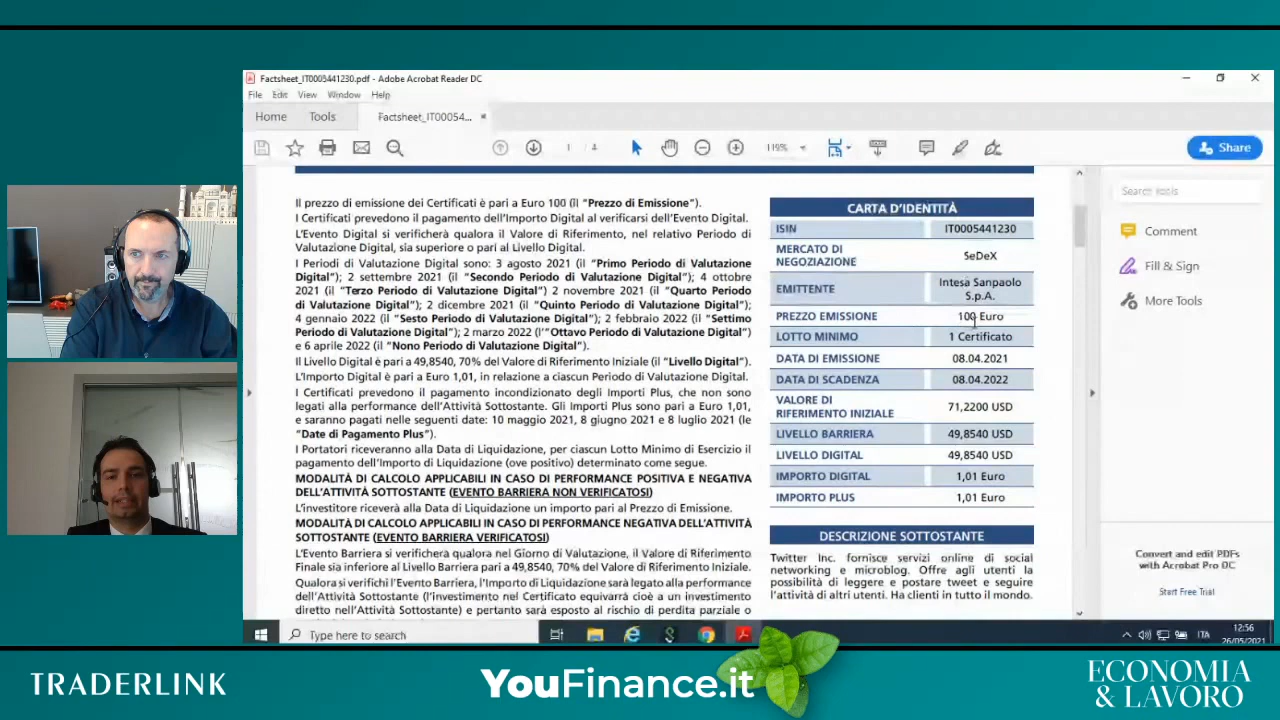 Factsheet_IT0005441230.pdf - Adobe Acrobat Reader DC
File Edit View Window Help
Home Tools Factsheet_IT00054...
1 / 4 119% Share
Il prezzo di emissione dei Certificati è pari a Euro 100 (il “Prezzo di Emissione”).
I Certificati prevedono il pagamento dell’Importo Digital al verificarsi dell’Evento Digital.
L’Evento Digital si verificherà qualora il Valore di Riferimento, nel relativo Periodo di
Valutazione Digital, sia superiore o pari al Livello Digital.
I Periodi di Valutazione Digital sono: 3 agosto 2021 (il “Primo Periodo di Valutazione
Digital”); 2 settembre 2021 (il “Secondo Periodo di Valutazione Digital”); 4 ottobre
2021 (il “Terzo Periodo di Valutazione Digital”) 2 novembre 2021 (il “Quarto Periodo
di Valutazione Digital”); 2 dicembre 2021 (il “Quinto Periodo di Valutazione Digital”);
4 gennaio 2022 (il “Sesto Periodo di Valutazione Digital”); 2 febbraio 2022 (il “Settimo
Periodo di Valutazione Digital”); 2 marzo 2022 (l’“Ottavo Periodo di Valutazione Digital”)
e 6 aprile 2022 (il “Nono Periodo di Valutazione Digital”).
Il Livello Digital è pari a 49,8540, 70% del Valore di Riferimento Iniziale (il “Livello Digital”).
L’Importo Digital è pari a Euro 1,01, in relazione a ciascun Periodo di Valutazione Digital.
I Certificati prevedono il pagamento incondizionato degli Importi Plus, che non sono
legati alla performance dell’Attività Sottostante. Gli Importi Plus sono pari a Euro 1,01,
e saranno pagati nelle seguenti date: 10 maggio 2021, 8 giugno 2021 e 8 luglio 2021 (le
“Date di Pagamento Plus”).
I Portatori riceveranno alla Data di Liquidazione, per ciascun Lotto Minimo di Esercizio il
pagamento dell’Importo di Liquidazione (ove positivo) determinato come segue.
MODALITÀ DI CALCOLO APPLICABILI IN CASO DI PERFORMANCE POSITIVA E NEGATIVA
DELL’ATTIVITÀ SOTTOSTANTE (EVENTO BARRIERA NON VERIFICATOSI)
L’investitore riceverà alla Data di Liquidazione un importo pari al Prezzo di Emissione.
MODALITÀ DI CALCOLO APPLICABILI IN CASO DI PERFORMANCE NEGATIVA DELL’ATTIVITÀ
SOTTOSTANTE (EVENTO BARRIERA VERIFICATOSI)
L’Evento Barriera si verificherà qualora nel Giorno di Valutazione, il Valore di Riferimento
Finale sia inferiore al Livello Barriera pari a 49,8540, 70% del Valore di Riferimento Iniziale.
Qualora si verifichi l’Evento Barriera, l’Importo di Liquidazione sarà legato alla performance
dell’Attività Sottostante (l’investimento nel Certificato equivarrà cioè a un investimento
diretto nell’Attività Sottostante) e pertanto sarà esposto al rischio di perdita parziale o
CARTA D’IDENTITÀ
ISIN IT0005441230
MERCATO DI
NEGOZIAZIONE SeDeX
EMITTENTE Intesa Sanpaolo
S.p.A.
PREZZO EMISSIONE 100 Euro
LOTTO MINIMO 1 Certificato
DATA DI EMISSIONE 08.04.2021
DATA DI SCADENZA 08.04.2022
VALORE DI
RIFERIMENTO INIZIALE 71,2200 USD
LIVELLO BARRIERA 49,8540 USD
LIVELLO DIGITAL 49,8540 USD
IMPORTO DIGITAL 1,01 Euro
IMPORTO PLUS 1,01 Euro
DESCRIZIONE SOTTOSTANTE
Twitter Inc. fornisce servizi online di social
networking e microblog. Offre agli utenti la
possibilità di leggere e postare tweet e seguire
l’attività di altri utenti. Ha clienti in tutto il mondo.
Search tools
Comment
Fill & Sign
More Tools
Convert and edit PDFs
with Acrobat Pro DC
Start Free Trial
Type here to search
ITA 12:56
26/05/2021
TRADERLINK
YouFinance.it
ECONOMIA
& LAVORO